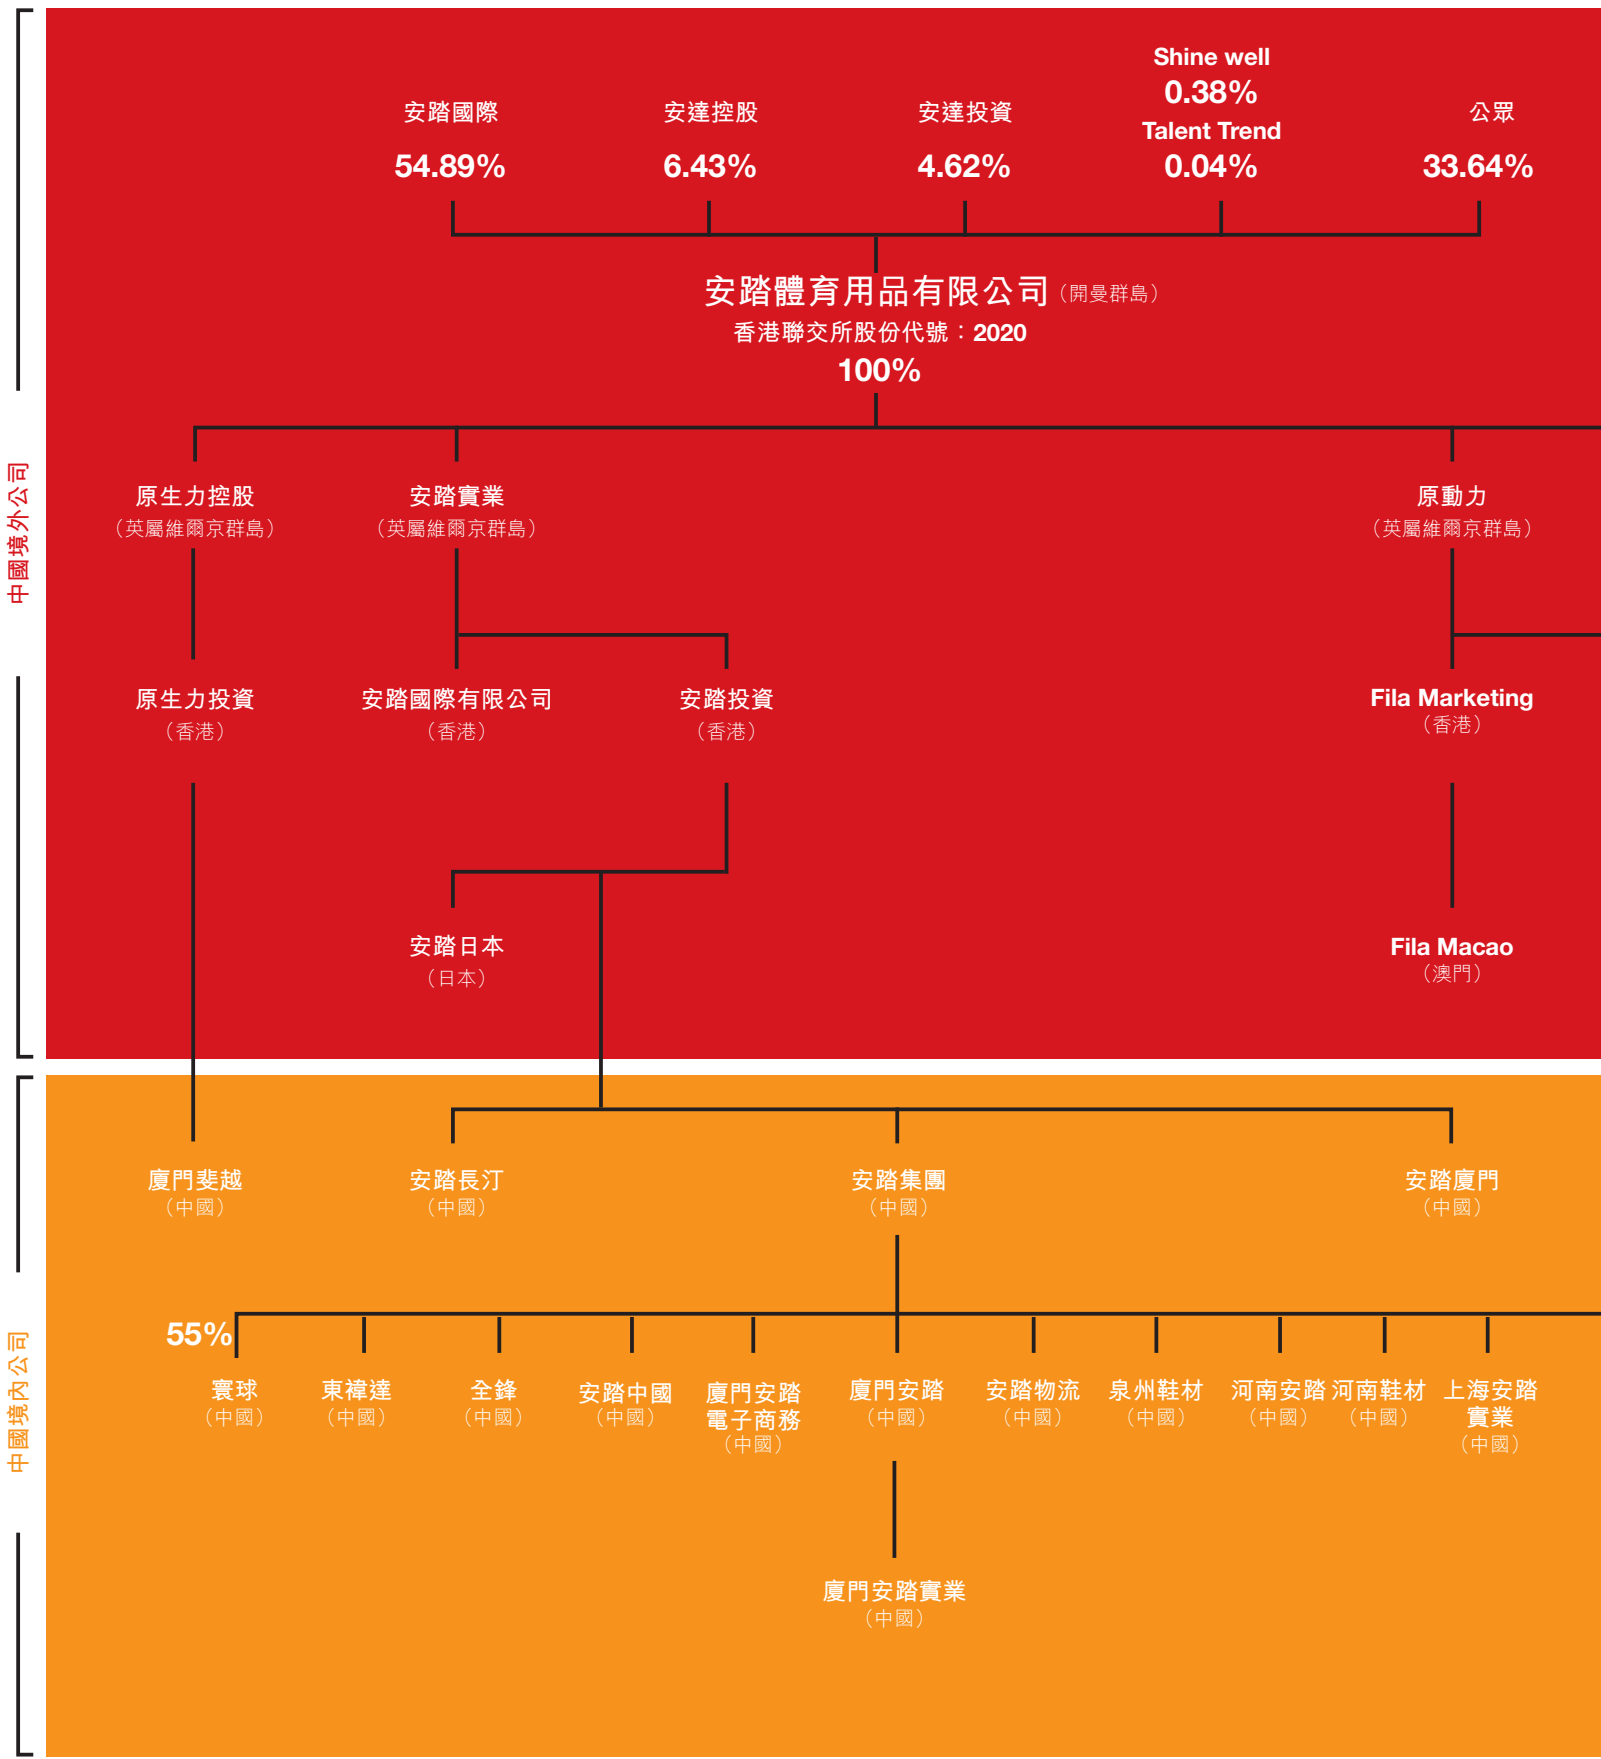 Shine well
0.38%
安踏國際
安達控股
安達投資
Talent Trend
公眾
54.89%
6.43%
4.62%
0.04%
33.64%
安踏體育用品有限公司（開曼群島）
香港聯交所股份代號：2020
100%
中國境外公司
原生力控股
（英屬維爾京群島）
安踏實業
（英屬維爾京群島）
原動力
（英屬維爾京群島）
原生力投資
（香港）
安踏國際有限公司
（香港）
安踏投資
（香港）
Fila Marketing
（香港）
安踏日本
（日本）
Fila Macao
（澳門）
中國境內公司
廈門斐越
（中國）
安踏長汀
（中國）
安踏集團
（中國）
安踏廈門
（中國）
55%
寰球
（中國）
東褘達
（中國）
全鋒
（中國）
安踏中國
（中國）
廈門安踏
電子商務
（中國）
廈門安踏
（中國）
安踏物流
（中國）
泉州鞋材
（中國）
河南安踏
（中國）
河南鞋材
（中國）
上海安踏
實業
（中國）
廈門安踏實業
（中國）